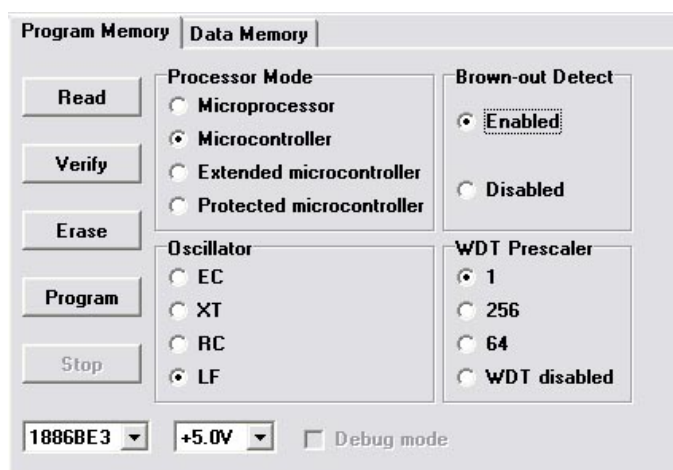 Program Memory
Data Memory
Read
Verify
Erase
Program
Stop
Processor Mode
Microprocessor
Microcontroller
Extended microcontroller
Protected microcontroller
Brown-out Detect
Enabled
Disabled
Oscillator
EC
XT
RC
LF
WDT Prescaler
1
256
64
WDT disabled
1886BE3
+5.0V
Debug mode